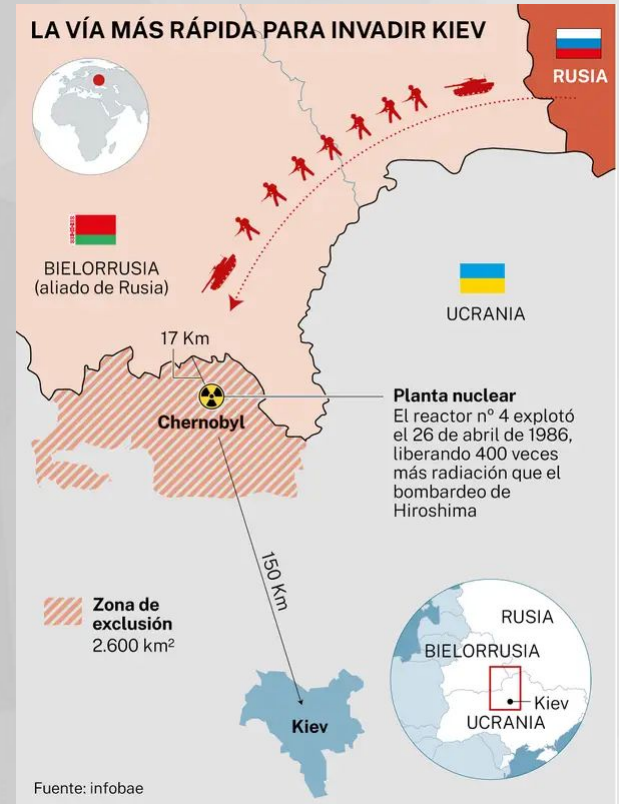 LA VÍA MÁS RÁPIDA PARA INVADIR KIEV
RUSIA
BIELORRUSIA
(aliado de Rusia)
UCRANIA
17 Km
Chernobyl
Planta nuclear
El reactor nº 4 explotó
el 26 de abril de 1986,
liberando 400 veces
más radiación que el
bombardeo de
Hiroshima
150 Km
Zona de
exclusión
2.600 km²
Kiev
RUSIA
BIELORRUSIA
Kiev
UCRANIA
Fuente: infobae